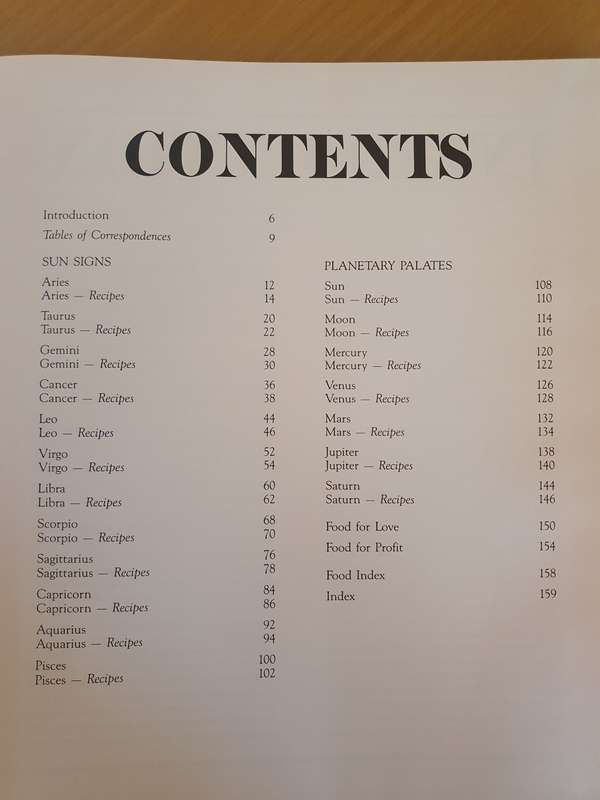 CONTENTS
Introduction 6
Tables of Correspondences 9
SUN SIGNS
Aries 12
Aries — Recipes 14
Taurus 20
Taurus — Recipes 22
Gemini 28
Gemini — Recipes 30
Cancer 36
Cancer — Recipes 38
Leo 44
Leo — Recipes 46
Virgo 52
Virgo — Recipes 54
Libra 60
Libra — Recipes 62
Scorpio 68
Scorpio — Recipes 70
Sagittarius 76
Sagittarius — Recipes 78
Capricorn 84
Capricorn — Recipes 86
Aquarius 92
Aquarius — Recipes 94
Pisces 100
Pisces — Recipes 102
PLANETARY PALATES
Sun 108
Sun — Recipes 110
Moon 114
Moon — Recipes 116
Mercury 120
Mercury — Recipes 122
Venus 126
Venus — Recipes 128
Mars 132
Mars — Recipes 134
Jupiter 138
Jupiter — Recipes 140
Saturn 144
Saturn — Recipes 146
Food for Love 150
Food for Profit 154
Food Index 158
Index 159